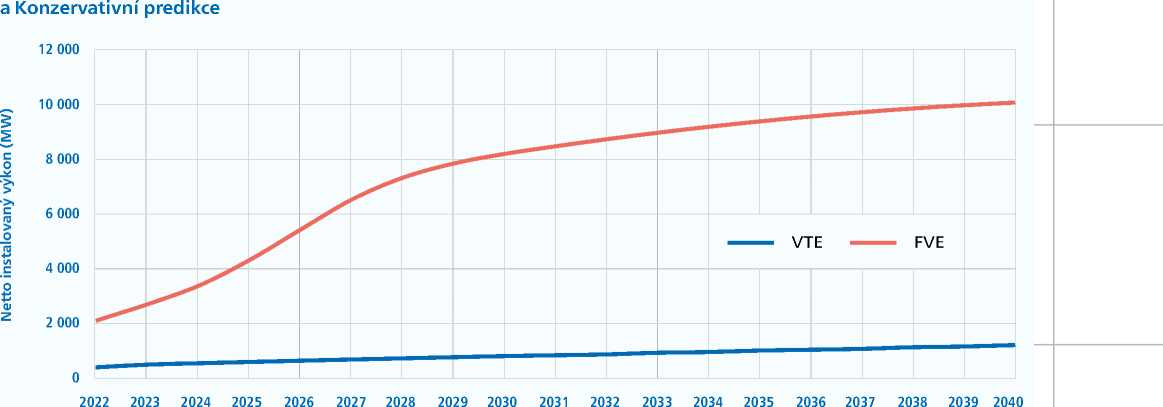 a Konzervativní predikce
Netto instalovaný výkon (MW)
12 000
10 000
8 000
6 000
4 000
2 000
0
VTE FVE
2022 2023 2024 2025 2026 2027 2028 2029 2030 2031 2032 2033 2034 2035 2036 2037 2038 2039 2040